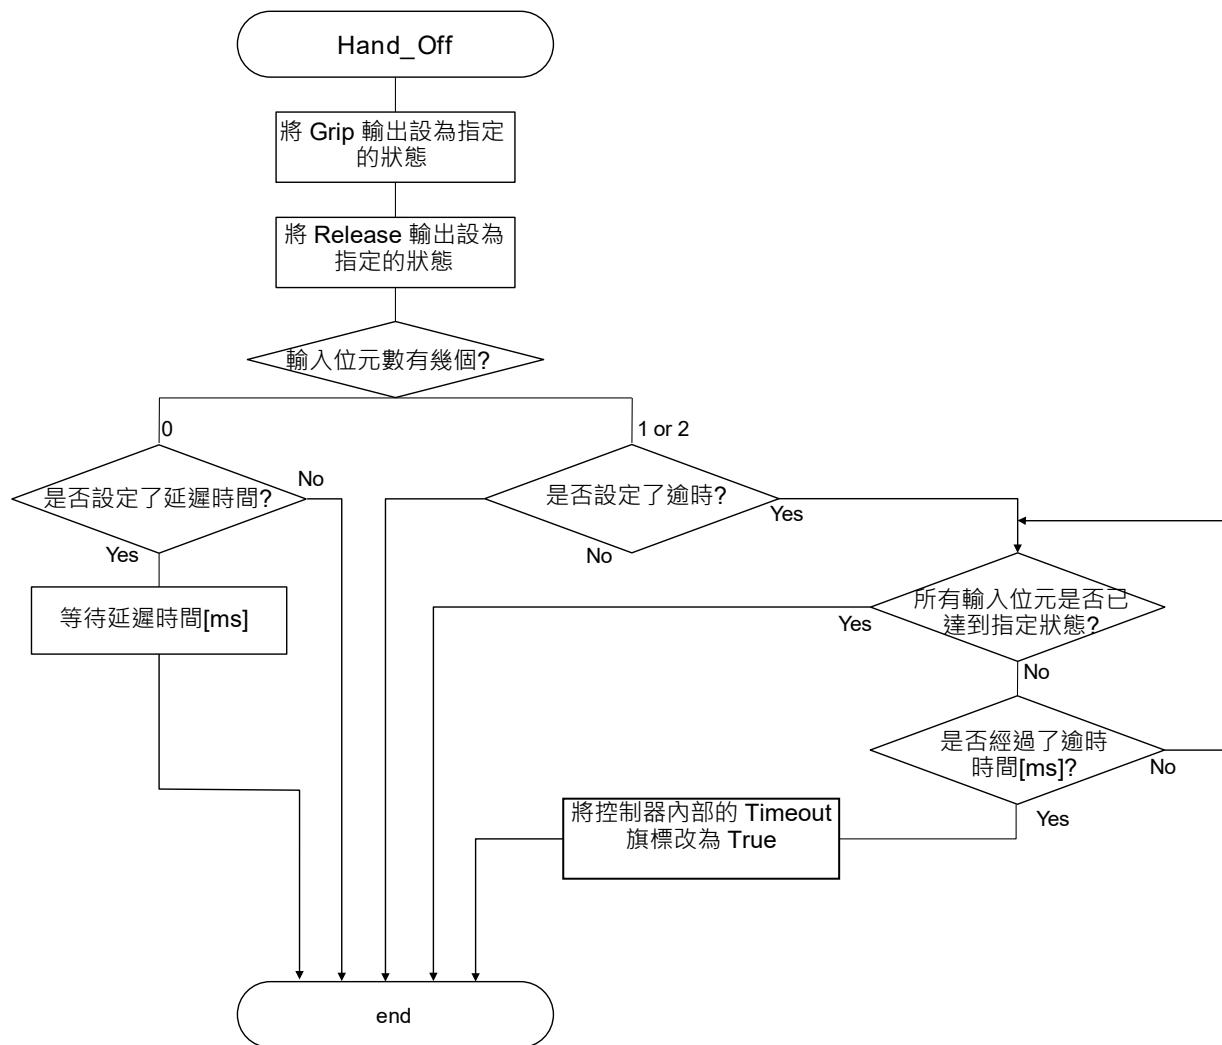 Hand_Off
將 Grip 輸出設為指定
的狀態
將 Release 輸出設為
指定的狀態
輸入位元數有幾個?
0
1 or 2
是否設定了延遲時間?
No
Yes
是否設定了逾時?
Yes
No
等待延遲時間[ms]
所有輸入位元是否已
達到指定狀態?
Yes
No
是否經過了逾時
時間[ms]?
No
Yes
將控制器內部的 Timeout
旗標改為 True
end